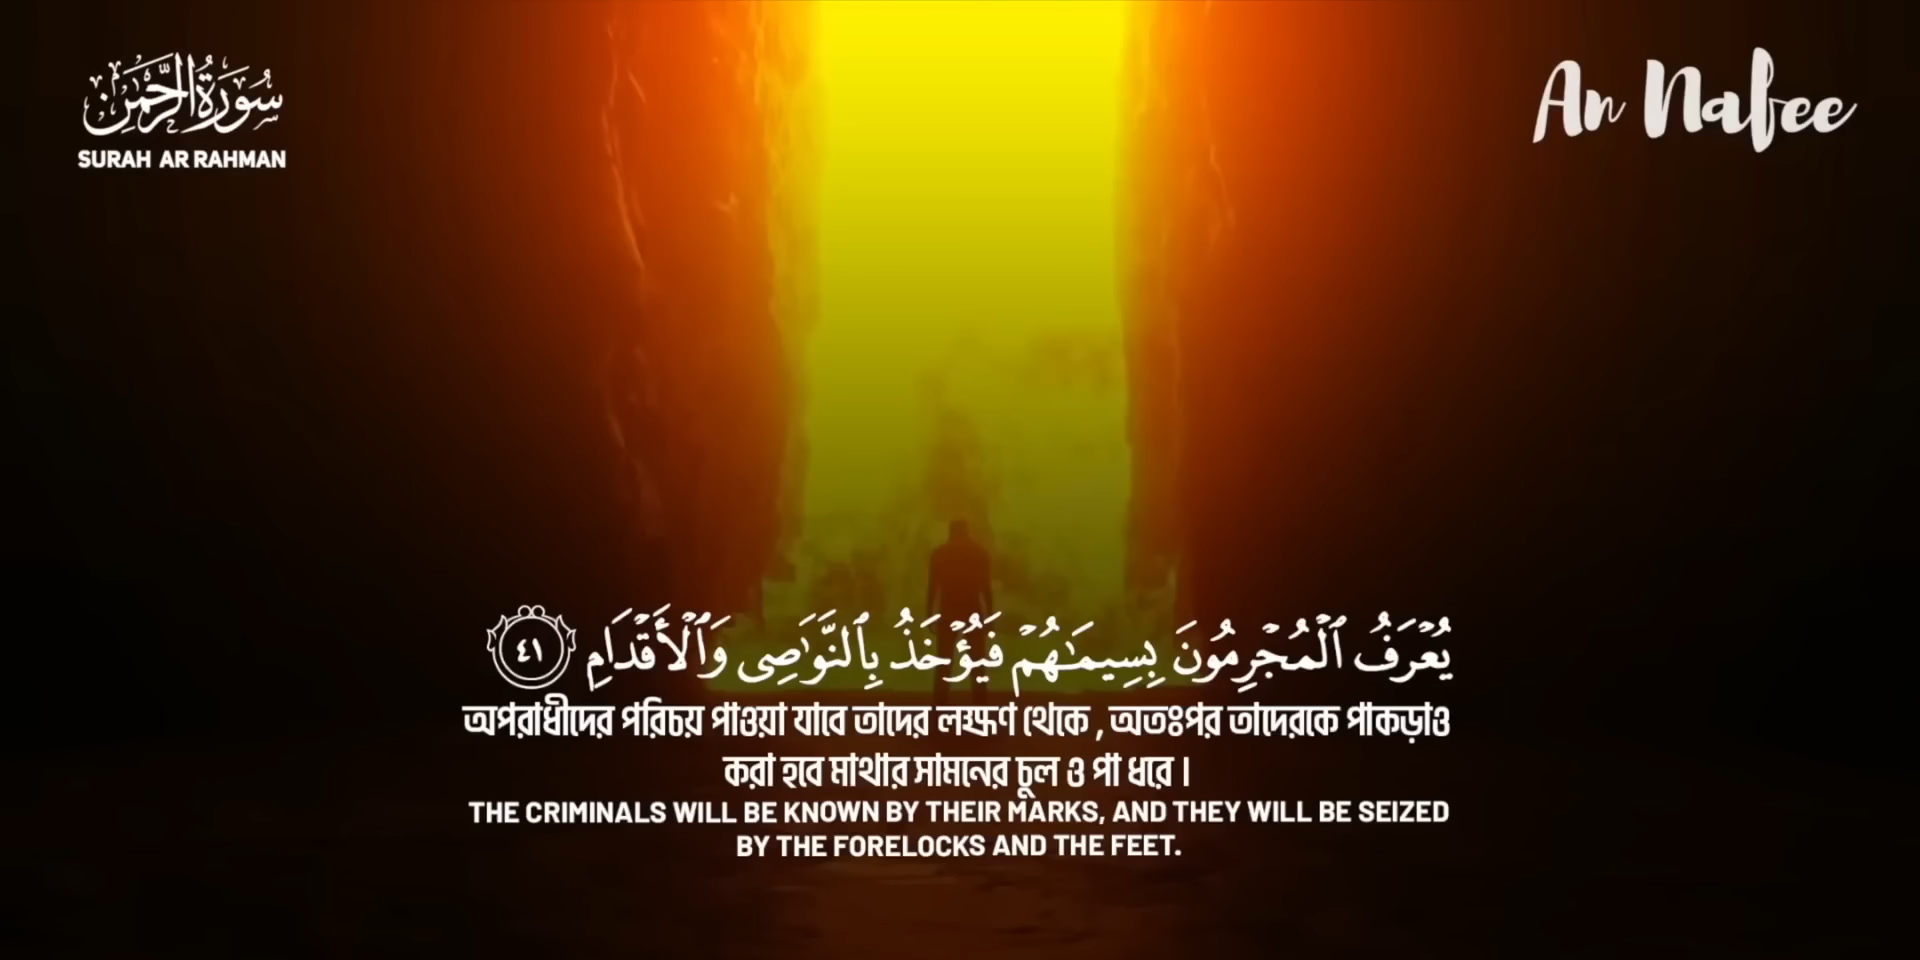 سُورَةُ الرَّحْمَٰن
SURAH AR RAHMAN
An Nafee
يُعْرَفُ ٱلْمُجْرِمُونَ بِسِيمَٰهُمْ فَيُؤْخَذُ بِٱلنَّوَٰصِى وَٱلْأَقْدَامِ ٤١
অপরাধীদের পরিচয় পাওয়া যাবে তাদের লক্ষণ থেকে , অতঃপর তাদেরকে পাকড়াও
করা হবে মাথার সামনের চুল ও পা ধরে ।
THE CRIMINALS WILL BE KNOWN BY THEIR MARKS, AND THEY WILL BE SEIZED
BY THE FORELOCKS AND THE FEET.